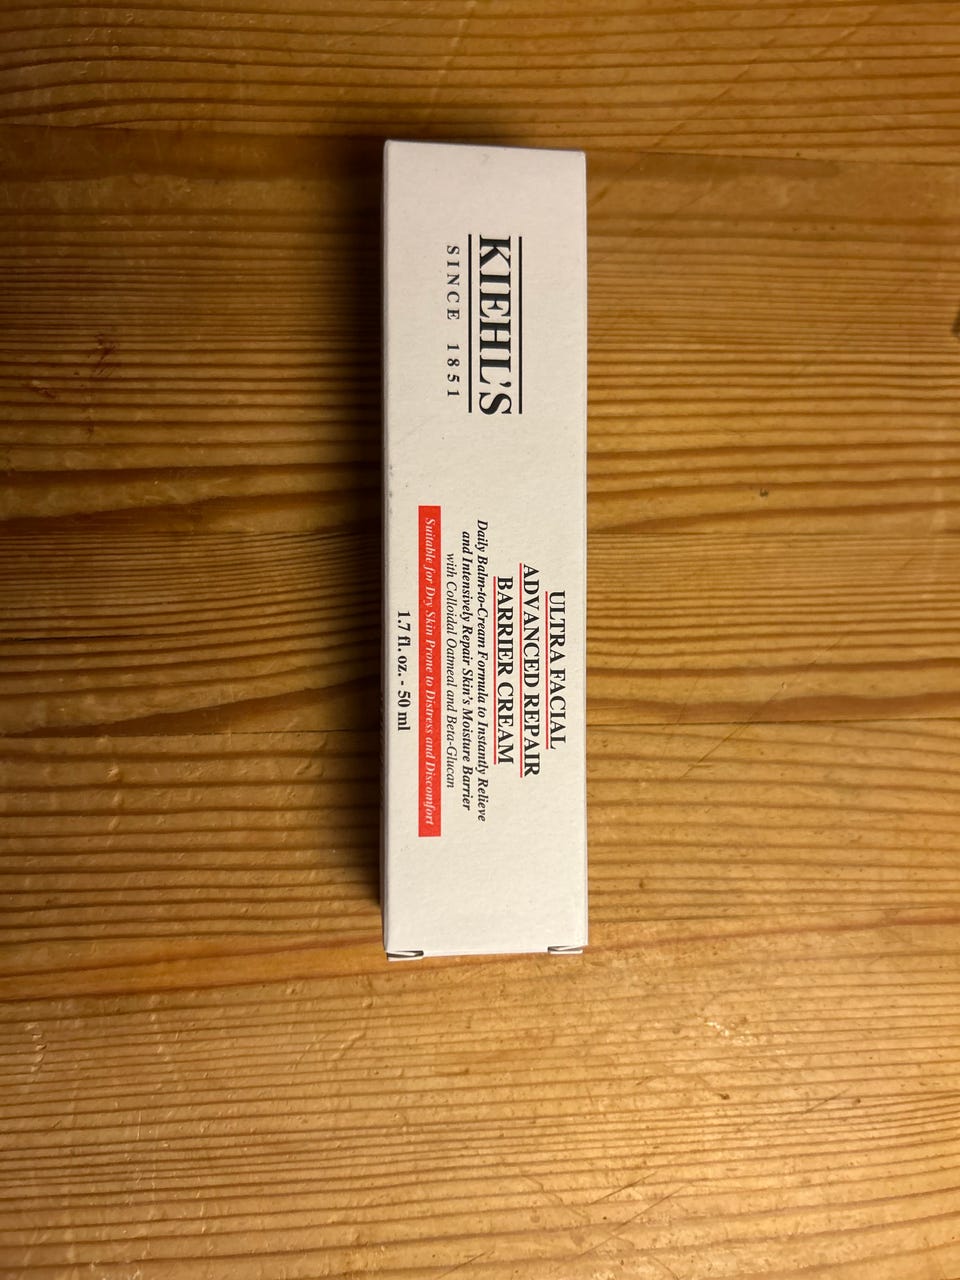 KIEHL'S
SINCE 1851
ULTRA FACIAL
ADVANCED REPAIR
BARRIER CREAM
Daily Balm-to-Cream Formula to Instantly Relieve
and Intensively Repair Skin's Moisture Barrier
with Colloidal Oatmeal and Beta-Glucan
Suitable for Dry Skin Prone to Distress and Discomfort
1.7 fl. oz. - 50 ml